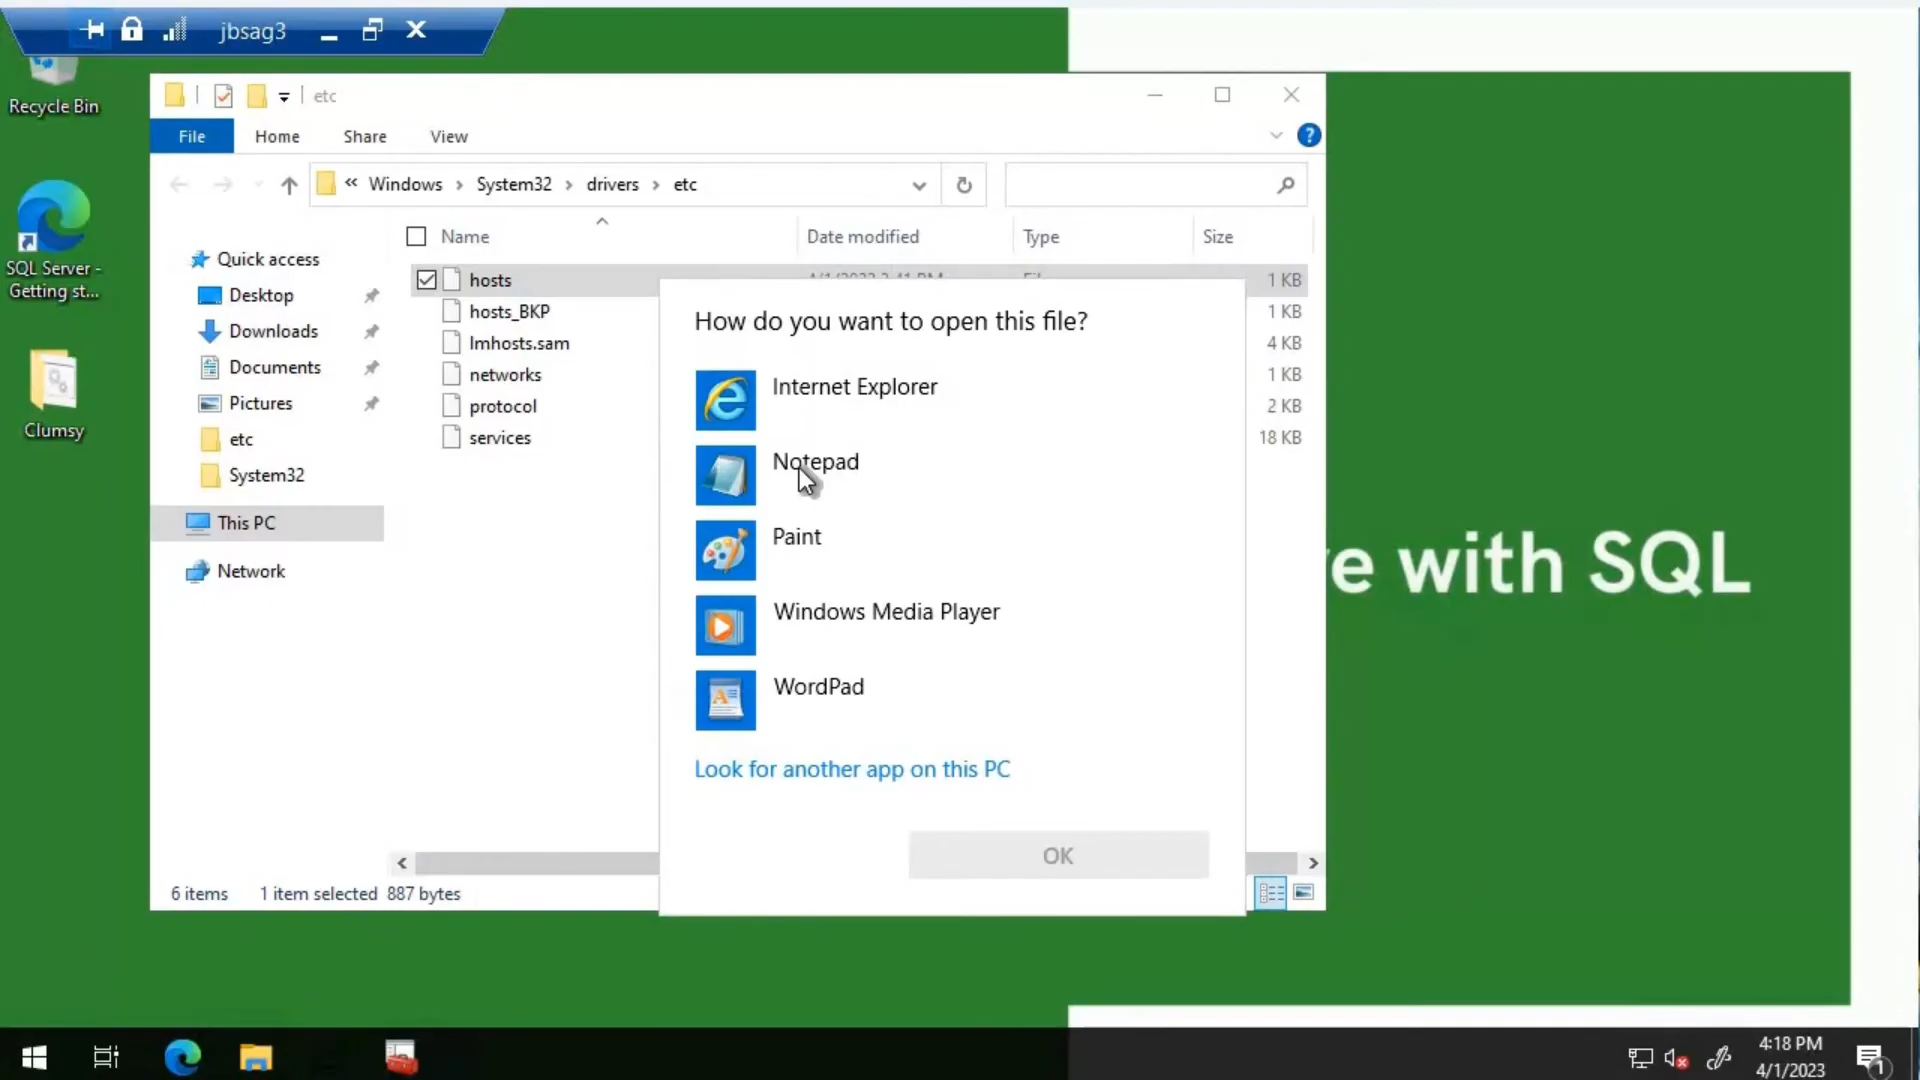 jbsag3
Recycle Bin
SQL Server -
Getting st...
Clumsy
etc
File Home Share View
« Windows › System32 › drivers › etc
Name Date modified Type Size
Quick access
Desktop
Downloads
Documents
Pictures
etc
System32
This PC
Network
hosts 1 KB
hosts_BKP 1 KB
lmhosts.sam 4 KB
networks 1 KB
protocol 2 KB
services 18 KB
How do you want to open this file?
Internet Explorer
Notepad
Paint
Windows Media Player
WordPad
Look for another app on this PC
OK
6 items 1 item selected 887 bytes
e with SQL
4:18 PM
4/1/2023
1